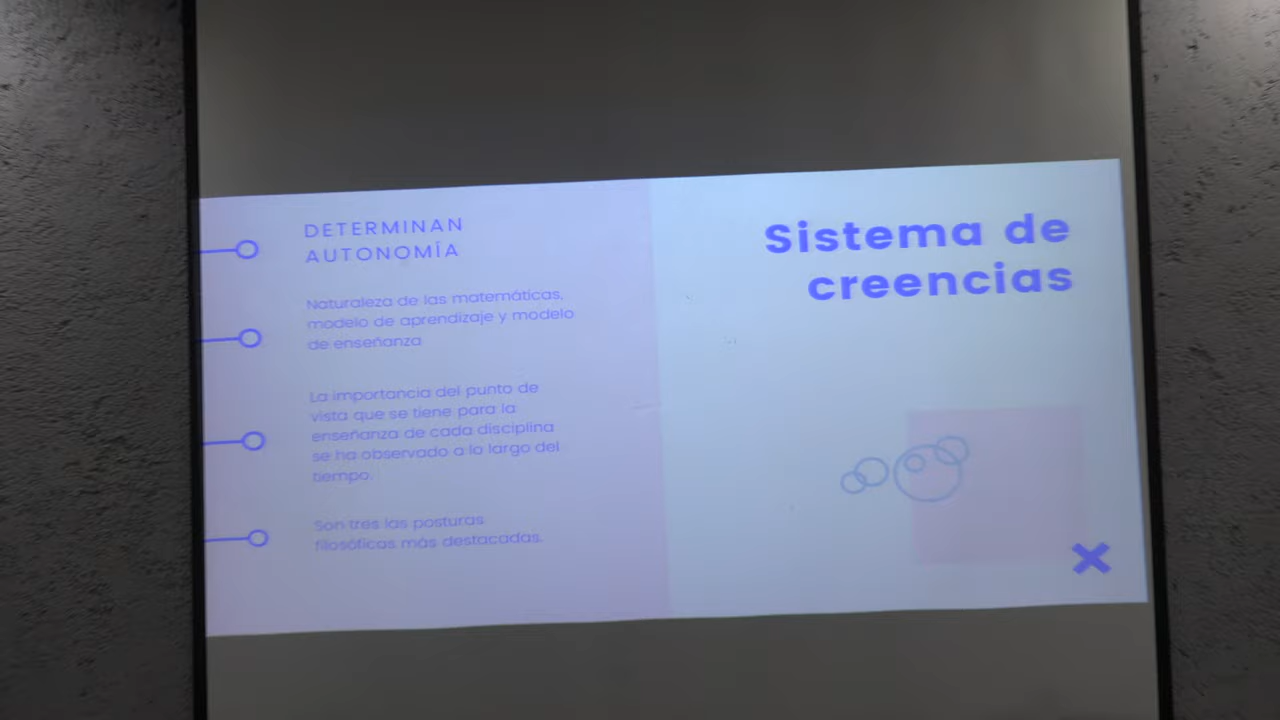 DETERMINAN
AUTONOMÍA
Naturaleza de las matemáticas,
modelo de aprendizaje y modelo
de enseñanza
La importancia del punto de
vista que se tiene para la
enseñanza de cada disciplina
se ha observado a lo largo del
tiempo.
Son tres las posturas
filosóficas más destacadas.
Sistema de
creencias